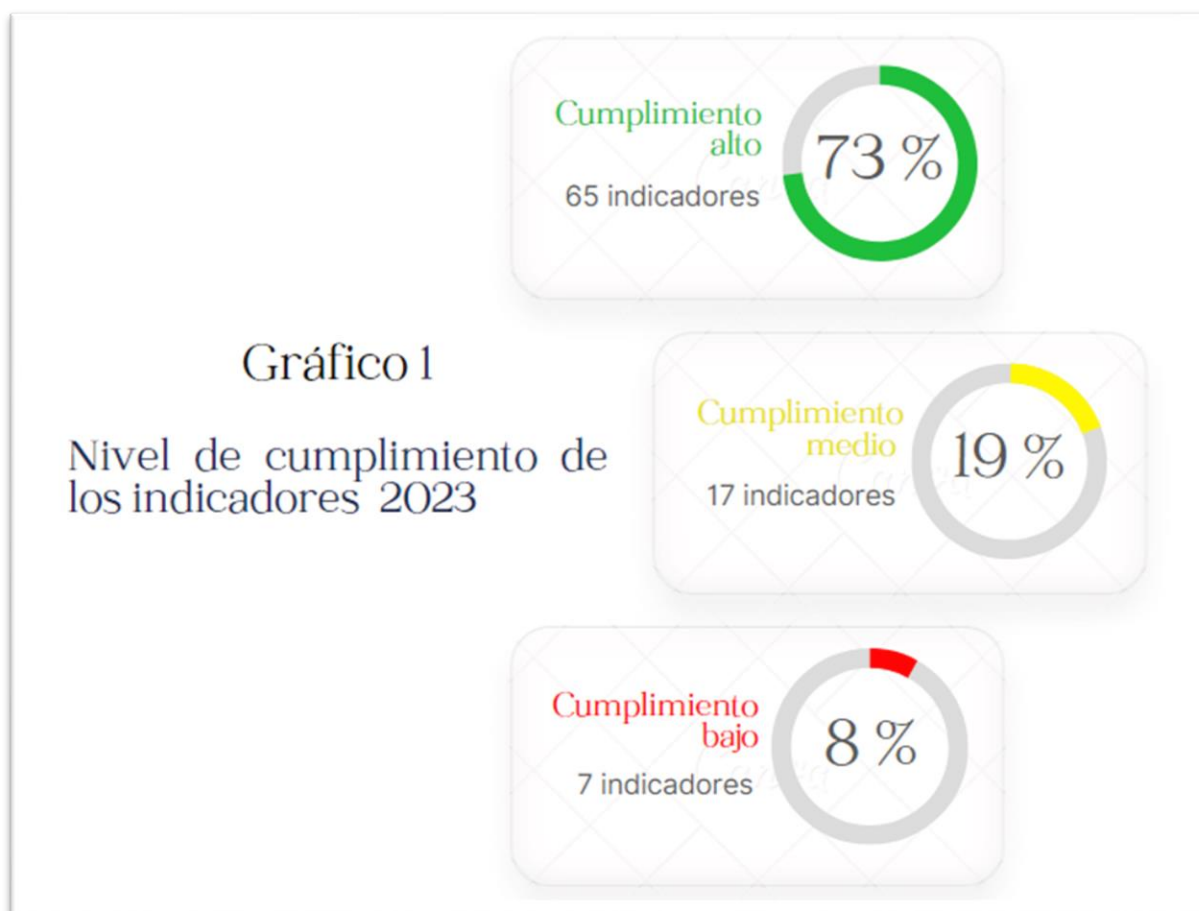 Cumplimiento
alto
65 indicadores
73 %
Gráfico 1
Nivel de cumplimiento de
los indicadores 2023
Cumplimiento
medio
17 indicadores
19 %
Cumplimiento
bajo
7 indicadores
8 %